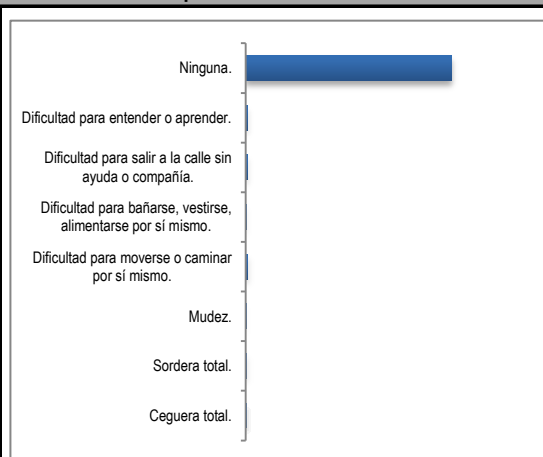 Ninguna.
Dificultad para entender o aprender.
Dificultad para salir a la calle sin
ayuda o compañía.
Dificultad para bañarse, vestirse,
alimentarse por sí mismo.
Dificultad para moverse o caminar
por sí mismo.
Mudez.
Sordera total.
Ceguera total.